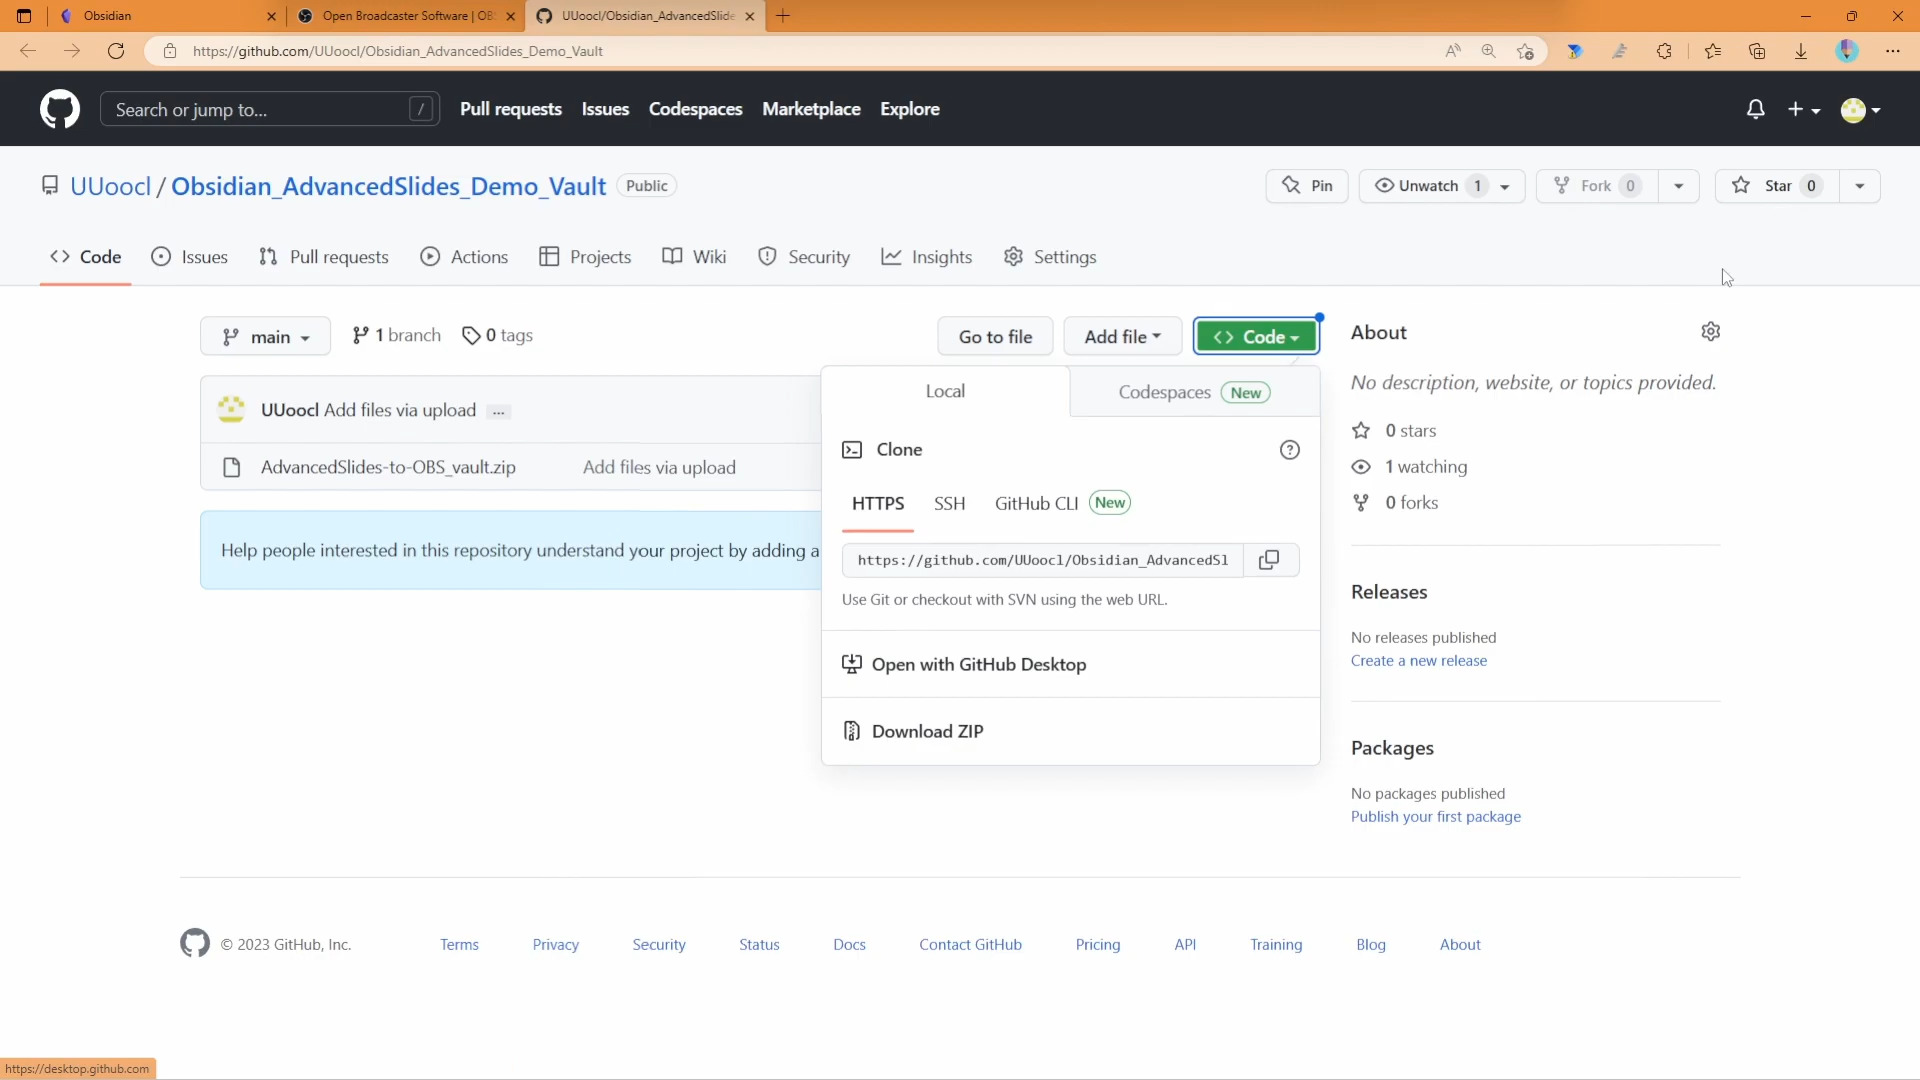 Obsidian
Open Broadcaster Software | OB
UUoocl/Obsidian_AdvancedSlide
https://github.com/UUoocl/Obsidian_AdvancedSlides_Demo_Vault
Search or jump to... /
Pull requests Issues Codespaces Marketplace Explore
UUoocl / Obsidian_AdvancedSlides_Demo_Vault Public
Pin Unwatch 1 Fork 0 Star 0
Code Issues Pull requests Actions Projects Wiki Security Insights Settings
main 1 branch 0 tags Go to file Add file Code
UUoocl Add files via upload ...
AdvancedSlides-to-OBS_vault.zip Add files via upload
Help people interested in this repository understand your project by adding a
Local Codespaces New
Clone
HTTPS SSH GitHub CLI New
https://github.com/UUoocl/Obsidian_AdvancedSl
Use Git or checkout with SVN using the web URL.
Open with GitHub Desktop
Download ZIP
About
No description, website, or topics provided.
0 stars
1 watching
0 forks
Releases
No releases published
Create a new release
Packages
No packages published
Publish your first package
© 2023 GitHub, Inc. Terms Privacy Security Status Docs Contact GitHub Pricing API Training Blog About
https://desktop.github.com